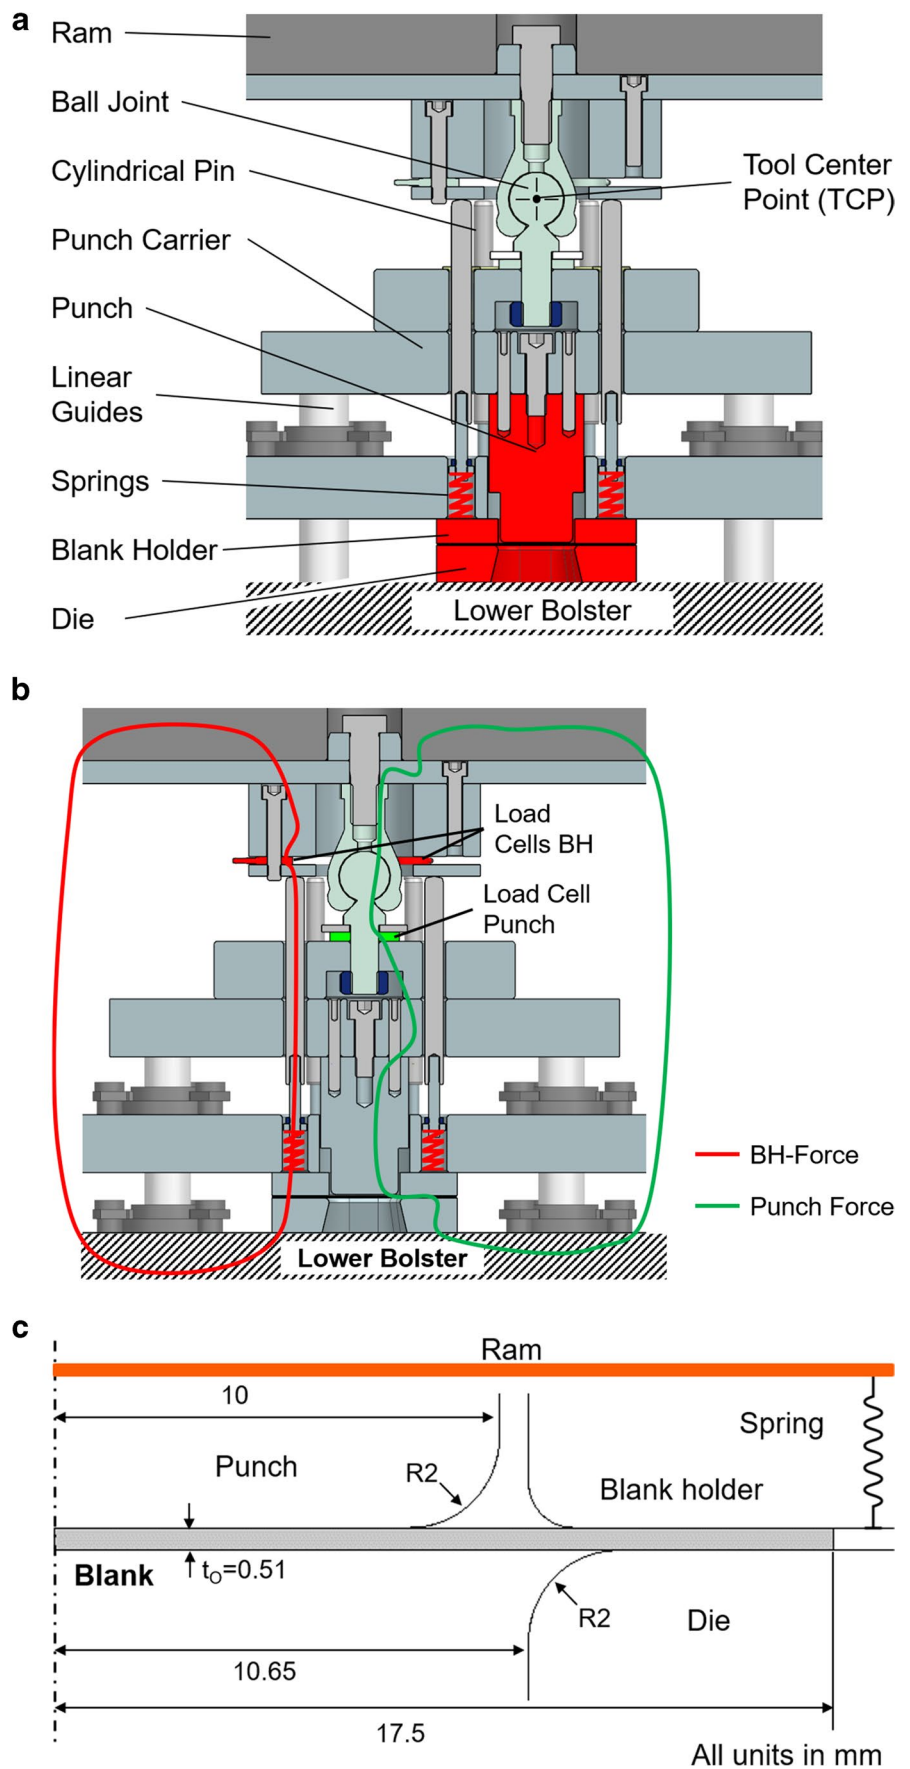 a
Ram
Ball Joint
Cylindrical Pin
Tool Center
Point (TCP)
Punch Carrier
Punch
Linear
Guides
Springs
Blank Holder
Die
Lower Bolster
b
Load
Cells BH
Load Cell
Punch
BH-Force
Punch Force
Lower Bolster
c
Ram
10
Spring
Punch
R2
Blank holder
Blank
tO=0.51
R2
Die
10.65
17.5
All units in mm